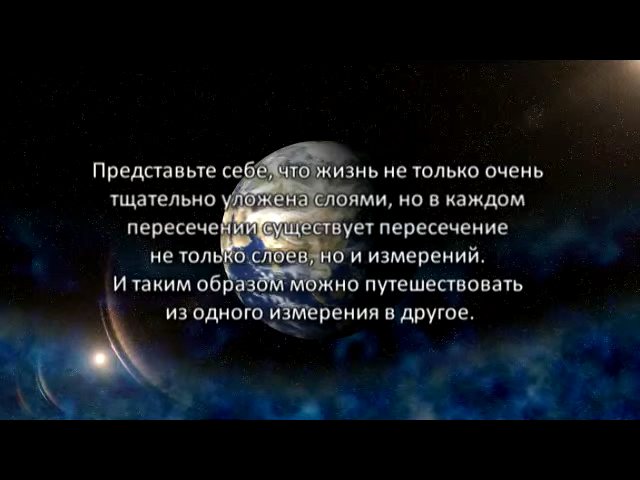 Представьте себе, что жизнь не только очень
тщательно уложена слоями, но в каждом
пересечении существует пересечение
не только слоев, но и измерений.
И таким образом можно путешествовать
из одного измерения в другое.